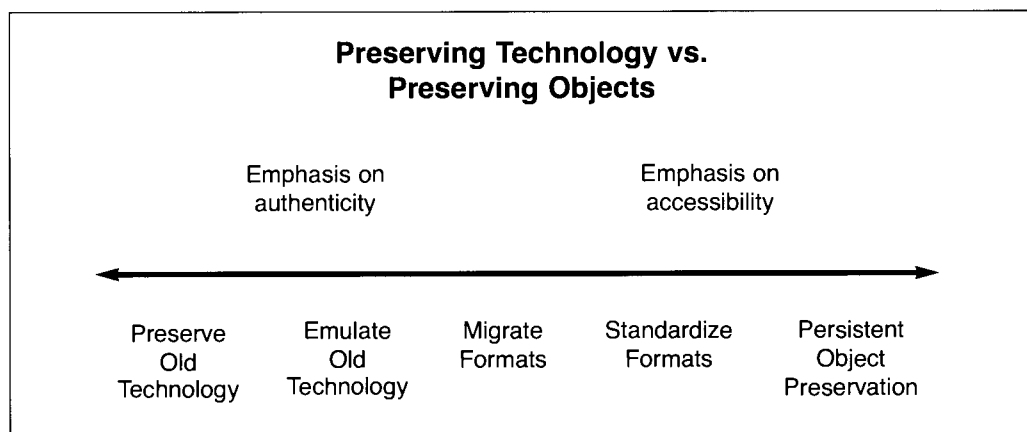 Preserving Technology vs.
Preserving Objects
Emphasis on
authenticity
Emphasis on
accessibility
Preserve
Old
Technology
Emulate
Old
Technology
Migrate
Formats
Standardize
Formats
Persistent
Object
Preservation